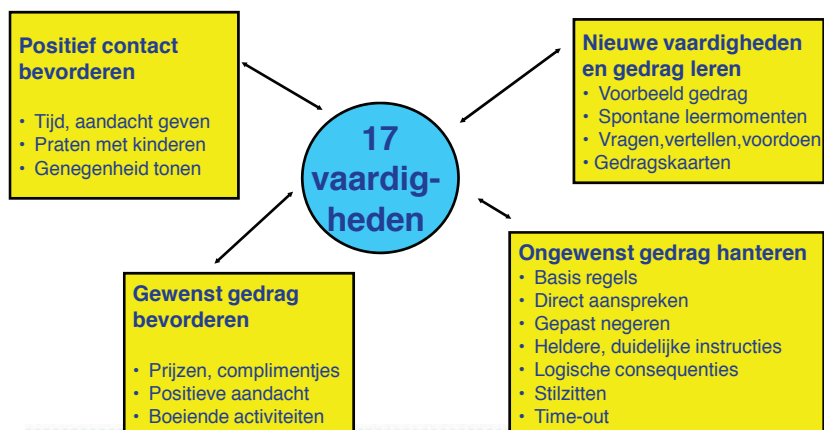 Positief contact
bevorderen
• Tijd, aandacht geven
• Praten met kinderen
• Genegenheid tonen
Nieuwe vaardigheden
en gedrag leren
• Voorbeeld gedrag
• Spontane leermomenten
• Vragen,vertellen,voordoen
• Gedragskaarten
17
vaardig-
heden
Gewenst gedrag
bevorderen
• Prijzen, complimentjes
• Positieve aandacht
• Boeiende activiteiten
Ongewenst gedrag hanteren
• Basis regels
• Direct aanspreken
• Gepast negeren
• Heldere, duidelijke instructies
• Logische consequenties
• Stilzitten
• Time-out